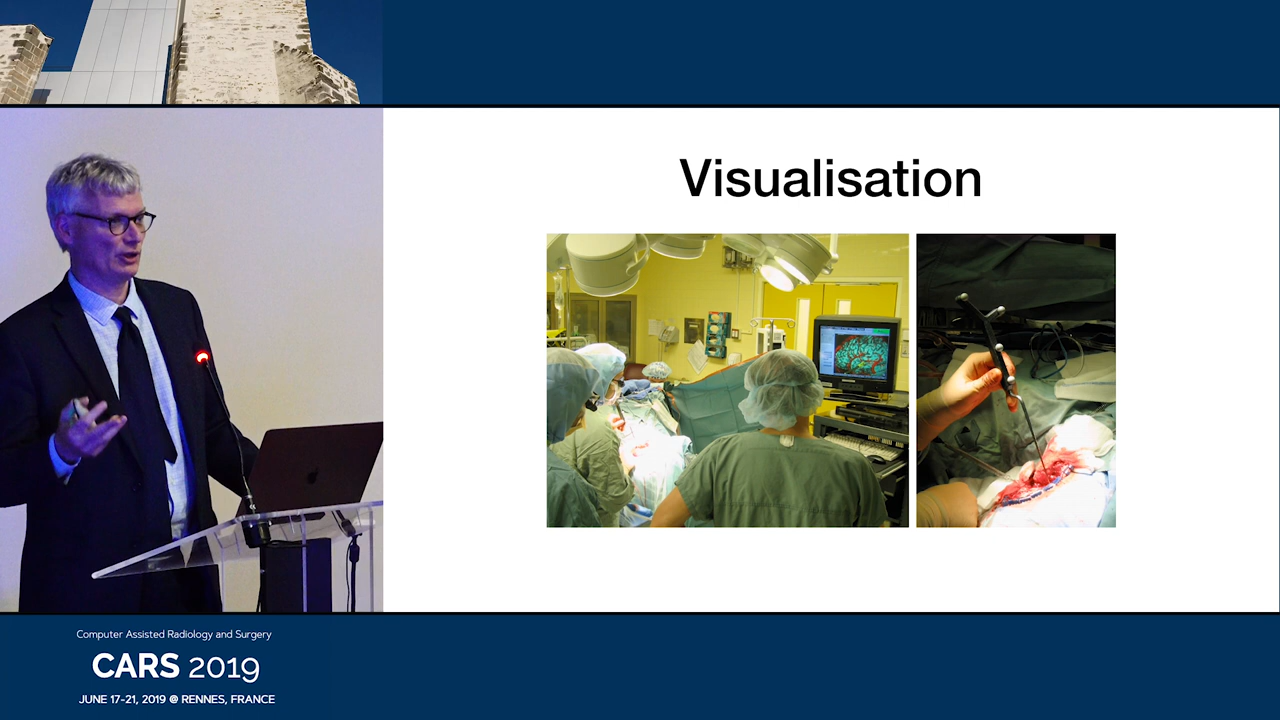 Visualisation
Computer Assisted Radiology and Surgery
CARS 2019
JUNE 17-21, 2019 @ RENNES, FRANCE